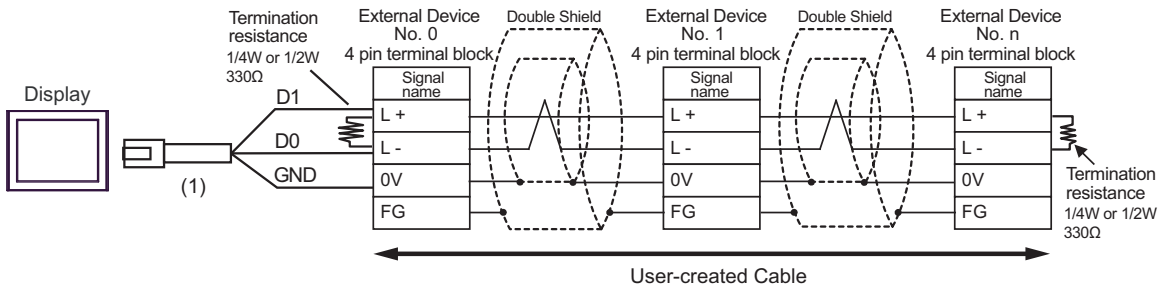 Display
(1)
D1
D0
GND
Termination
resistance
1/4W or 1/2W
330Ω
External Device
No. 0
4 pin terminal block
Signal
name
L +
L -
0V
FG
Double Shield
External Device
No. 1
4 pin terminal block
Signal
name
L +
L -
0V
FG
Double Shield
External Device
No. n
4 pin terminal block
Signal
name
L +
L -
0V
FG
Termination
resistance
1/4W or 1/2W
330Ω
User-created Cable